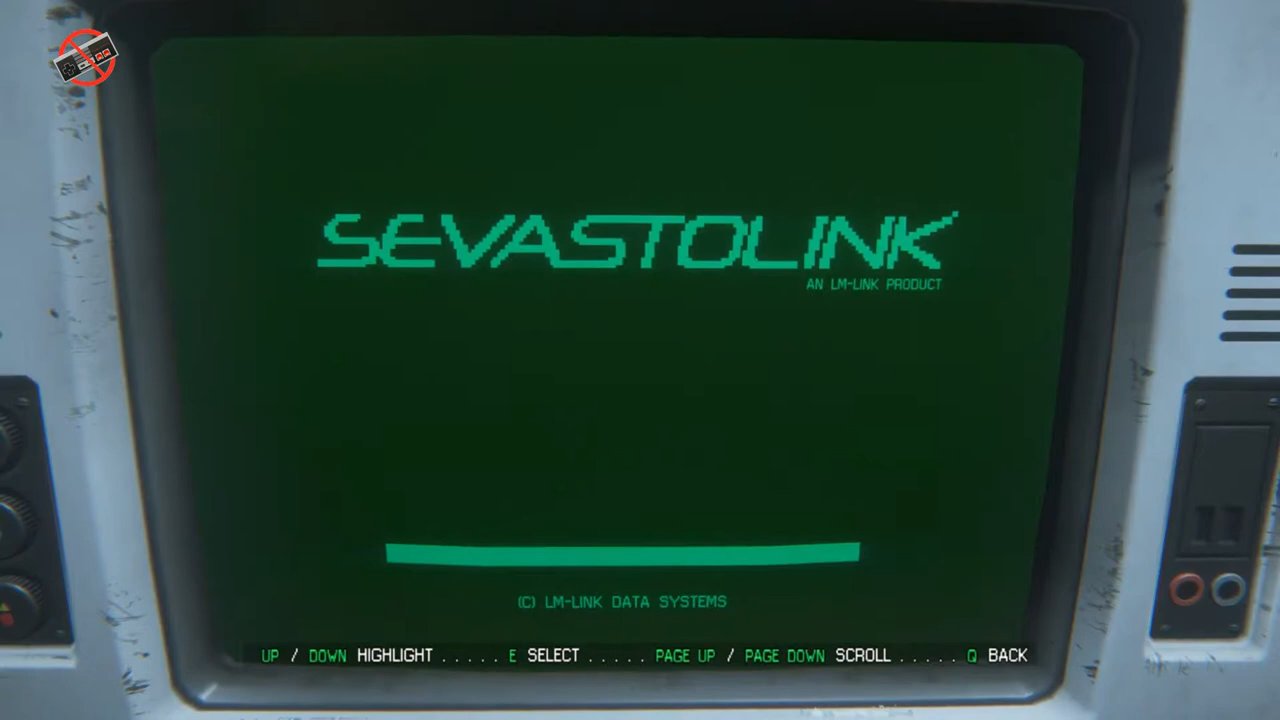 SEVASTOLINK
AN LM-LINK PRODUCT
(C) LM-LINK DATA SYSTEMS
UP / DOWN HIGHLIGHT ..... E SELECT ..... PAGE UP / PAGE DOWN SCROLL ..... Q BACK